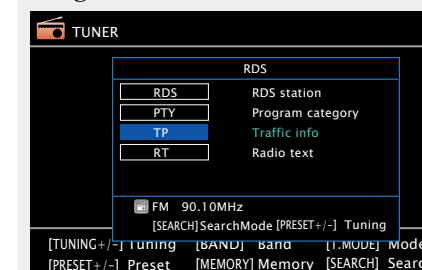 TUNER
RDS
RDS RDS station
PTY Program category
TP Traffic info
RT Radio text
FM 90.10MHz
[SEARCH]SearchMode [PRESET+/-] Tuning
[TUNING+/-] Tuning [BAND] Band [T.MODE] Mode
[PRESET+/-] Preset [MEMORY] Memory [SEARCH] Searc